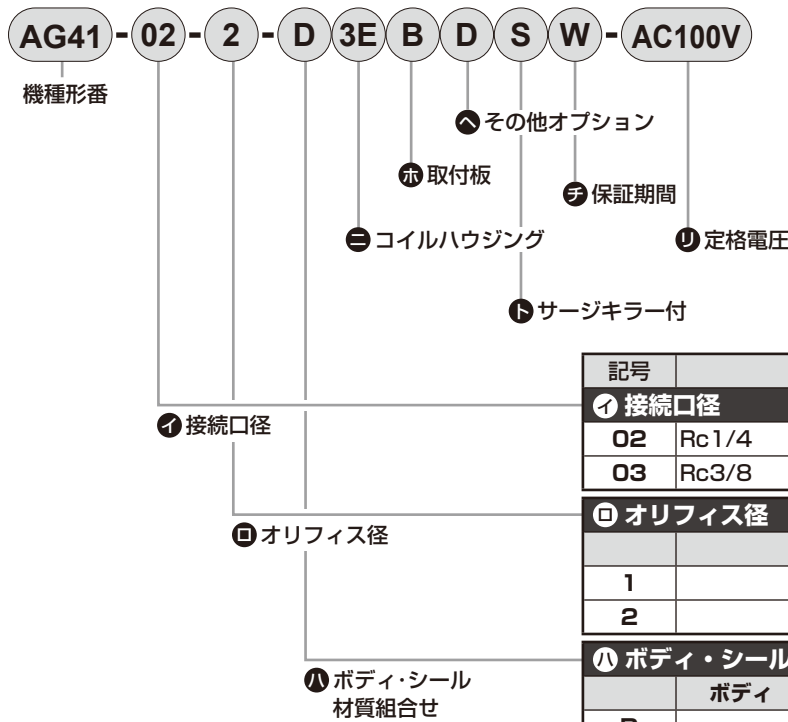 AG41-02-2-D 3E B D S W-AC100V
機種形番
ヘ その他オプション
ホ 取付板
チ 保証期間
ニ コイルハウジング
リ 定格電圧
ト サージキラー付
記号
イ 接続口径
イ 接続口径
02 Rc1/4
03 Rc3/8
ロ オリフィス径
ロ オリフィス径
1
2
ハ ボディ・シール
ハ ボディ・シール
材質組合せ
ボディ